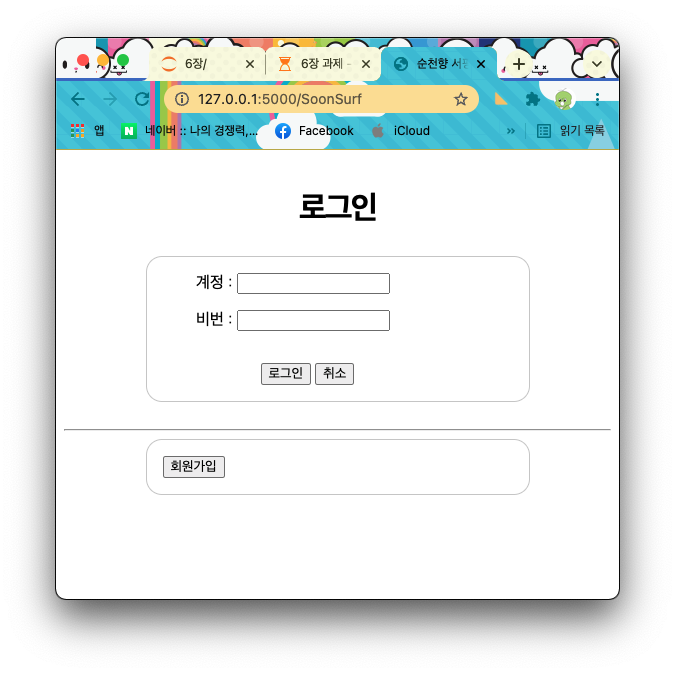 6장/ 6장 과제 - 순천향 서
127.0.0.1:5000/SoonSurf
앱 네이버 :: 나의 경쟁력,... Facebook iCloud » 읽기 목록
로그인
계정 :
비번 :
로그인 취소
회원가입